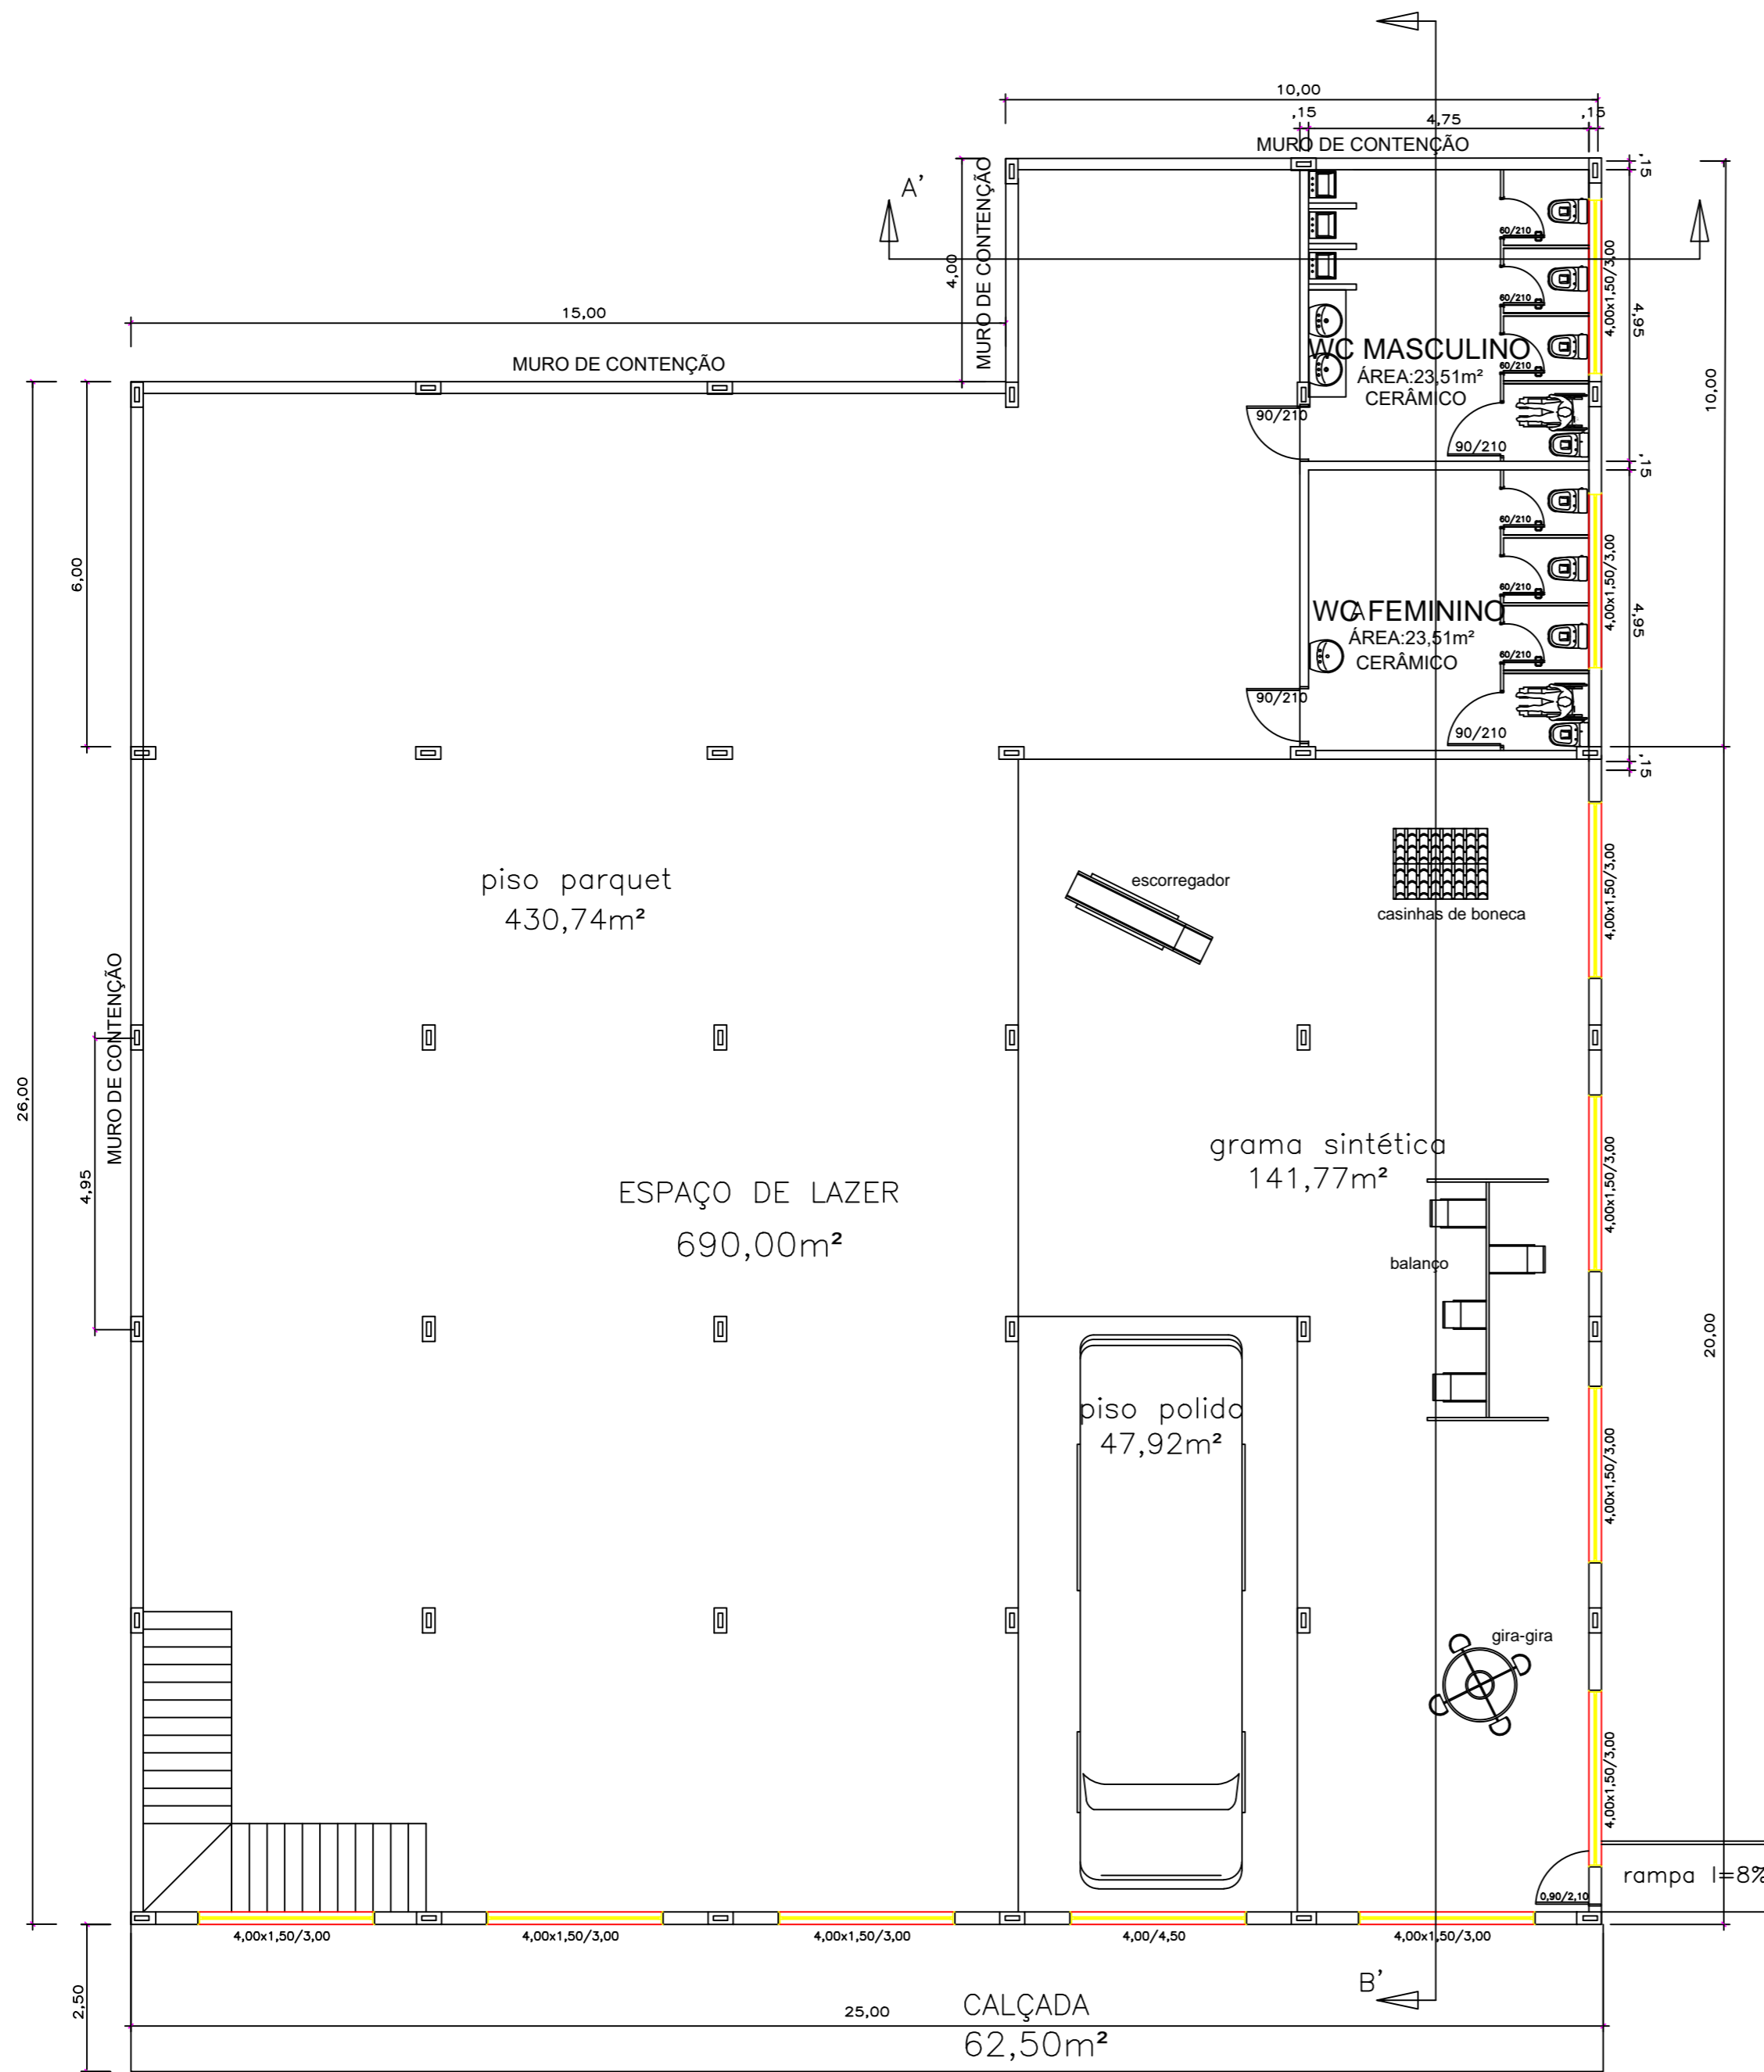 10,00
,15
4,75
,15
MURO DE CONTENÇÃO
,15
A'
MURO DE CONTENÇÃO
4,00
60/210
4,00x1,50/3,00
60/210
4,95
15,00
MURO DE CONTENÇÃO
WC MASCULINO
ÁREA:23,51m²
CERÂMICO
60/210
10,00
90/210
90/210
,15
60/210
4,00x1,50/3,00
60/210
6,00
WC FEMININO
A
ÁREA:23,51m²
CERÂMICO
4,95
60/210
90/210
90/210
,15
piso parquet
430,74m²
escorregador
casinhas de boneca
4,00x1,50/3,00
MURO DE CONTENÇÃO
26,00
4,95
grama sintética
141,77m²
4,00x1,50/3,00
ESPAÇO DE LAZER
690,00m²
balanço
20,00
piso polido
47,92m²
4,00x1,50/3,00
gira-gira
4,00x1,50/3,00
rampa I=8%
0,90/2,10
4,00x1,50/3,00
4,00x1,50/3,00
4,00x1,50/3,00
4,00/4,50
4,00x1,50/3,00
2,50
B'
25,00
CALÇADA
62,50m²